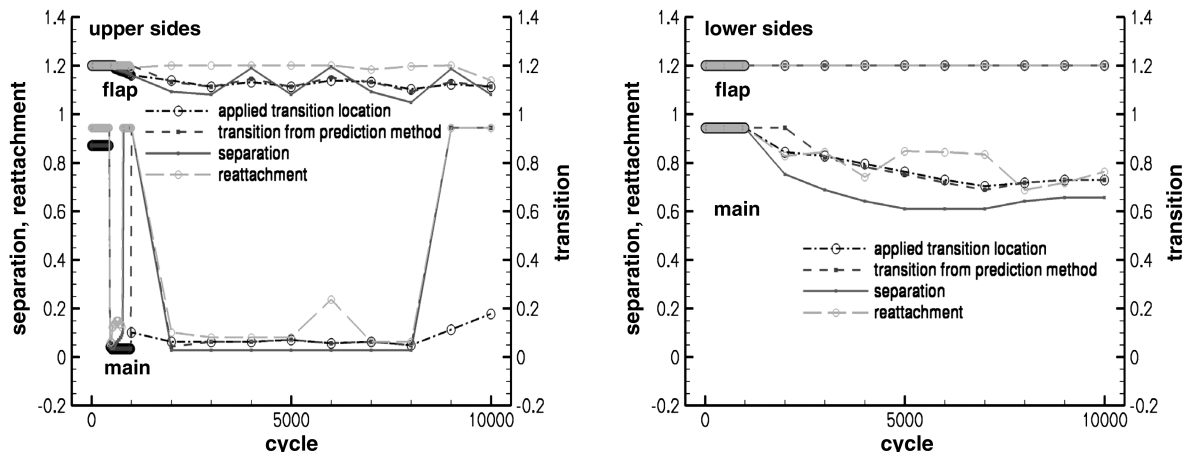 1.4
1.2
1
0.8
0.6
0.4
0.2
0
-0.2
separation, reattachment
upper sides
flap
applied transition location
transition from prediction method
separation
reattachment
main
0
5000
10000
cycle
1.4
1.2
1
0.8
0.6
0.4
0.2
0
-0.2
transition
1.4
1.2
1
0.8
0.6
0.4
0.2
0
-0.2
separation, reattachment
lower sides
flap
main
applied transition location
transition from prediction method
separation
reattachment
0
5000
10000
cycle
1.4
1.2
1
0.8
0.6
0.4
0.2
0
-0.2
transition